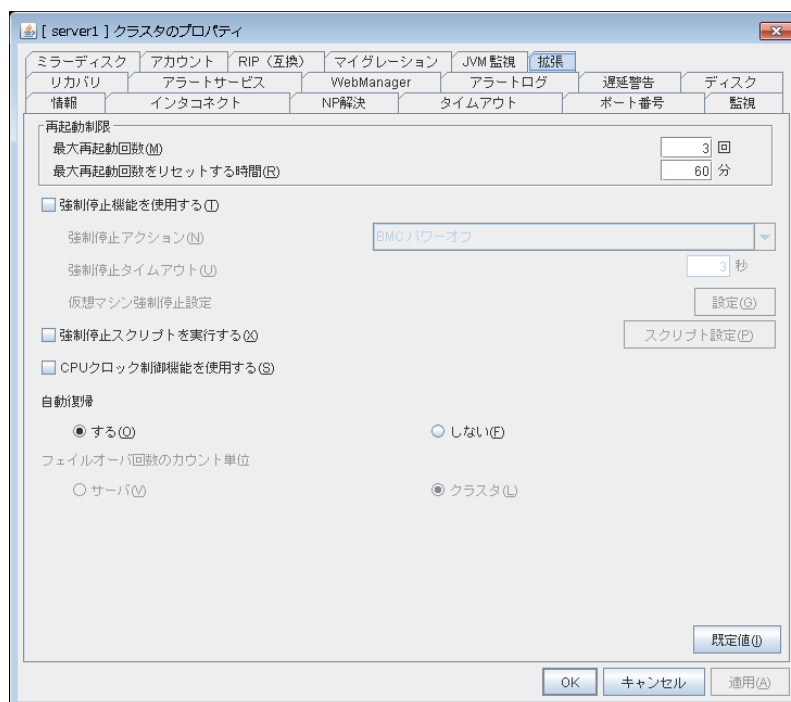 [ server1 ] クラスタのプロパティ
ミラーディスク アカウント RIP（互換） マイグレーション JVM 監視 拡張
リカバリ アラートサービス WebManager アラートログ 遅延警告 ディスク
情報 インタコネクト NP解決 タイムアウト ポート番号 監視
再起動制限
最大再起動回数(M) 3 回
最大再起動回数をリセットする時間(R) 60 分
強制停止機能を使用する(T)
強制停止アクション(N) BMC パワーオフ
強制停止タイムアウト(U) 3 秒
仮想マシン強制停止設定 設定(G)
強制停止スクリプトを実行する(X) スクリプト設定(P)
CPUクロック制御機能を使用する(S)
自動復帰
する(O) しない(F)
フェイルオーバ回数のカウント単位
サーバ(V) クラスタ(L)
既定値(I)
OK キャンセル 適用(A)